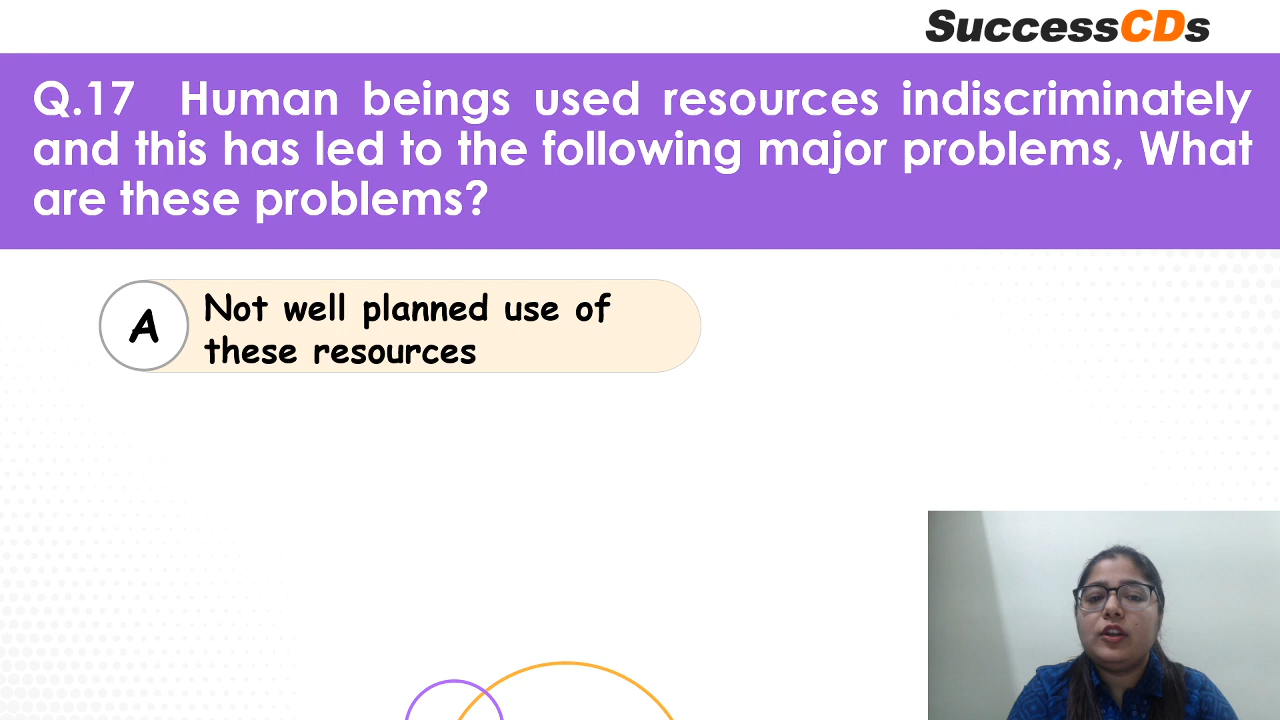 SuccessCDs
Q.17 Human beings used resources indiscriminately
and this has led to the following major problems, What
are these problems?
A
Not well planned use of
these resources